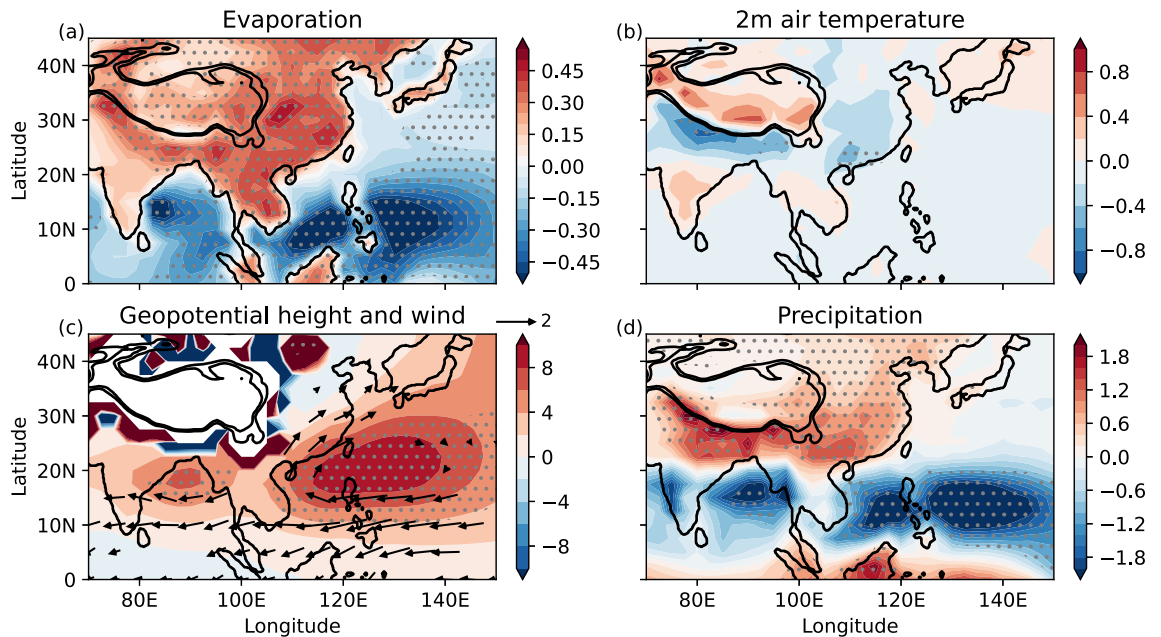 (a) Evaporation
40N
30N
20N
10N
0
Latitude
0.45
0.30
0.15
0.00
−0.15
−0.30
−0.45
(b) 2m air temperature
0.8
0.4
0.0
−0.4
−0.8
(c) Geopotential height and wind 2
40N
30N
20N
10N
0
Latitude
80E 100E 120E 140E
Longitude
8
4
0
−4
−8
(d) Precipitation
Latitude
80E 100E 120E 140E
Longitude
1.8
1.2
0.6
0.0
−0.6
−1.2
−1.8